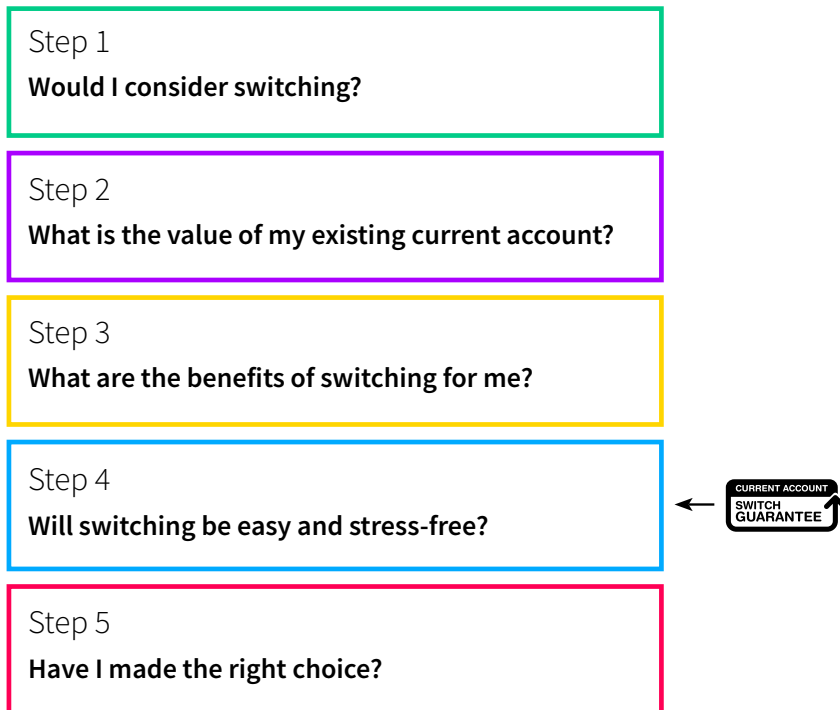 Step 1
Would I consider switching?
Step 2
What is the value of my existing current account?
Step 3
What are the benefits of switching for me?
Step 4
Will switching be easy and stress-free?
CURRENT ACCOUNT
SWITCH
GUARANTEE
Step 5
Have I made the right choice?